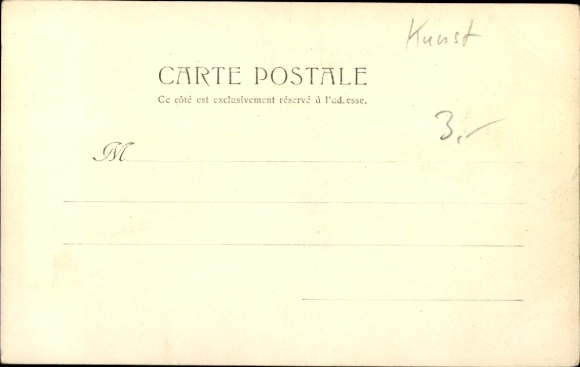 Kunst
CARTE POSTALE
Ce côté est exclusivement réservé à l'ad.esse.
3,-
M